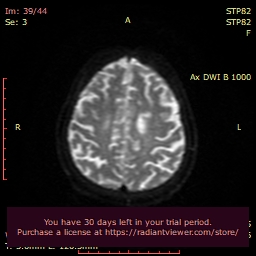 Im: 39/44
Se: 3
A
STP82
STP82
F
Ax DWI B 1000
R
L
You have 30 days left in your trial period.
Purchase a license at https://radiantviewer.com/store/